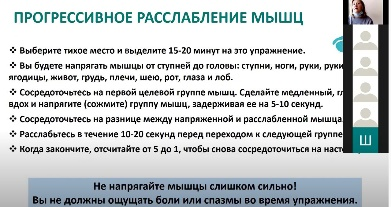 ПРОГРЕССИВНОЕ РАССЛАБЛЕНИЕ МЫШЦ
❖ Выберите тихое место и выделите 15-20 минут на это упражнение.
❖ Вы будете напрягать мышцы от ступней до головы: ступни, ноги, руки,
ягодицы, живот, грудь, плечи, шею, рот, глаза и лоб.
❖ Сосредоточьтесь на первой целевой группе мышц. Сделайте медленный,
вдох и напрягите (сожмите) группу мышц, задерживая ее на 5-10 секунд.
❖ Сосредоточьтесь на разнице между напряженной и расслабленной
❖ Расслабьтесь в течение 10-20 секунд перед переходом к следующей группе
❖ Когда закончите, отсчитайте от 5 до 1, чтобы снова сосредоточиться на
Не напрягайте мышцы слишком сильно!
Вы не должны ощущать боли или спазмы во время упражнения.
Ш